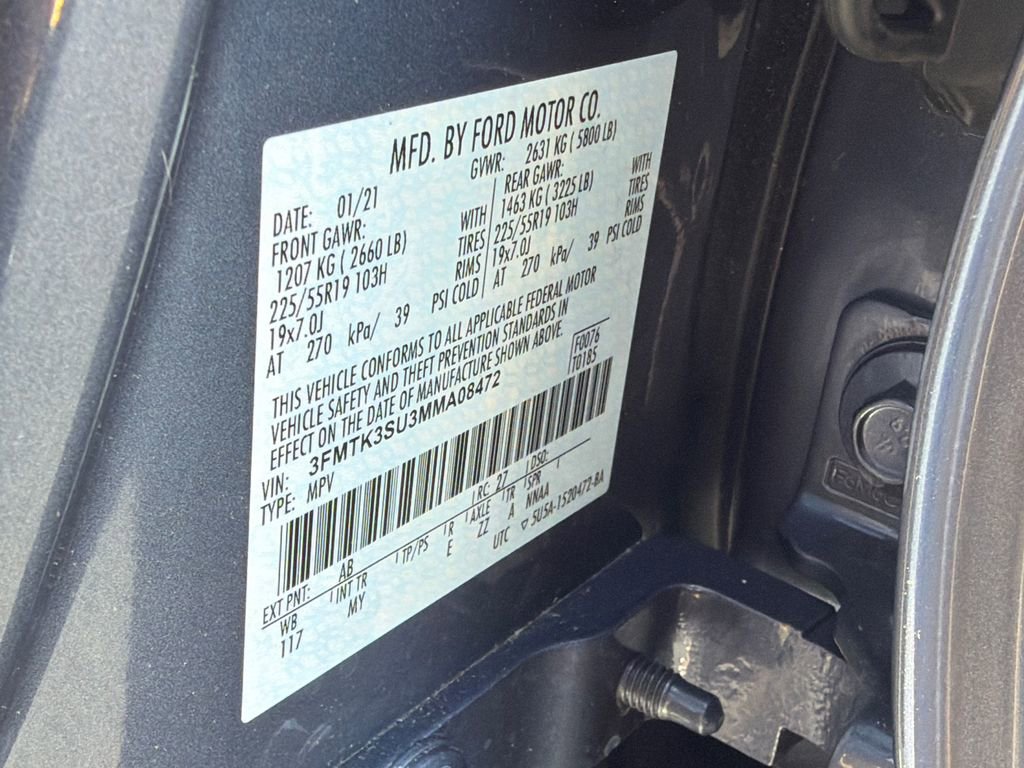 MFD. BY FORD MOTOR CO.
DATE: 01/21 GVWR: 2631 KG ( 5800 LB)
FRONT GAWR: REAR GAWR:
1207 KG ( 2660 LB) WITH 1463 KG ( 3225 LB) WITH
225/55R19 103H TIRES 225/55R19 103H TIRES
19x7.0J RIMS 19x7.0J RIMS
AT 270 kPa/ 39 PSI COLD AT 270 kPa/ 39 PSI COLD
THIS VEHICLE CONFORMS TO ALL APPLICABLE FEDERAL MOTOR
VEHICLE SAFETY AND THEFT PREVENTION STANDARDS IN
EFFECT ON THE DATE OF MANUFACTURE SHOWN ABOVE.
F0076
T0185
VIN: 3FMTK3SU3MMA08472
TYPE: MPV
EXT PNT: AB RC: 27 DSO:
WB INT TR TP/PS R AXLE TR SPR
117 MY E ZZ A NNAA
UTC ▽ 5U5A-1520472-BA